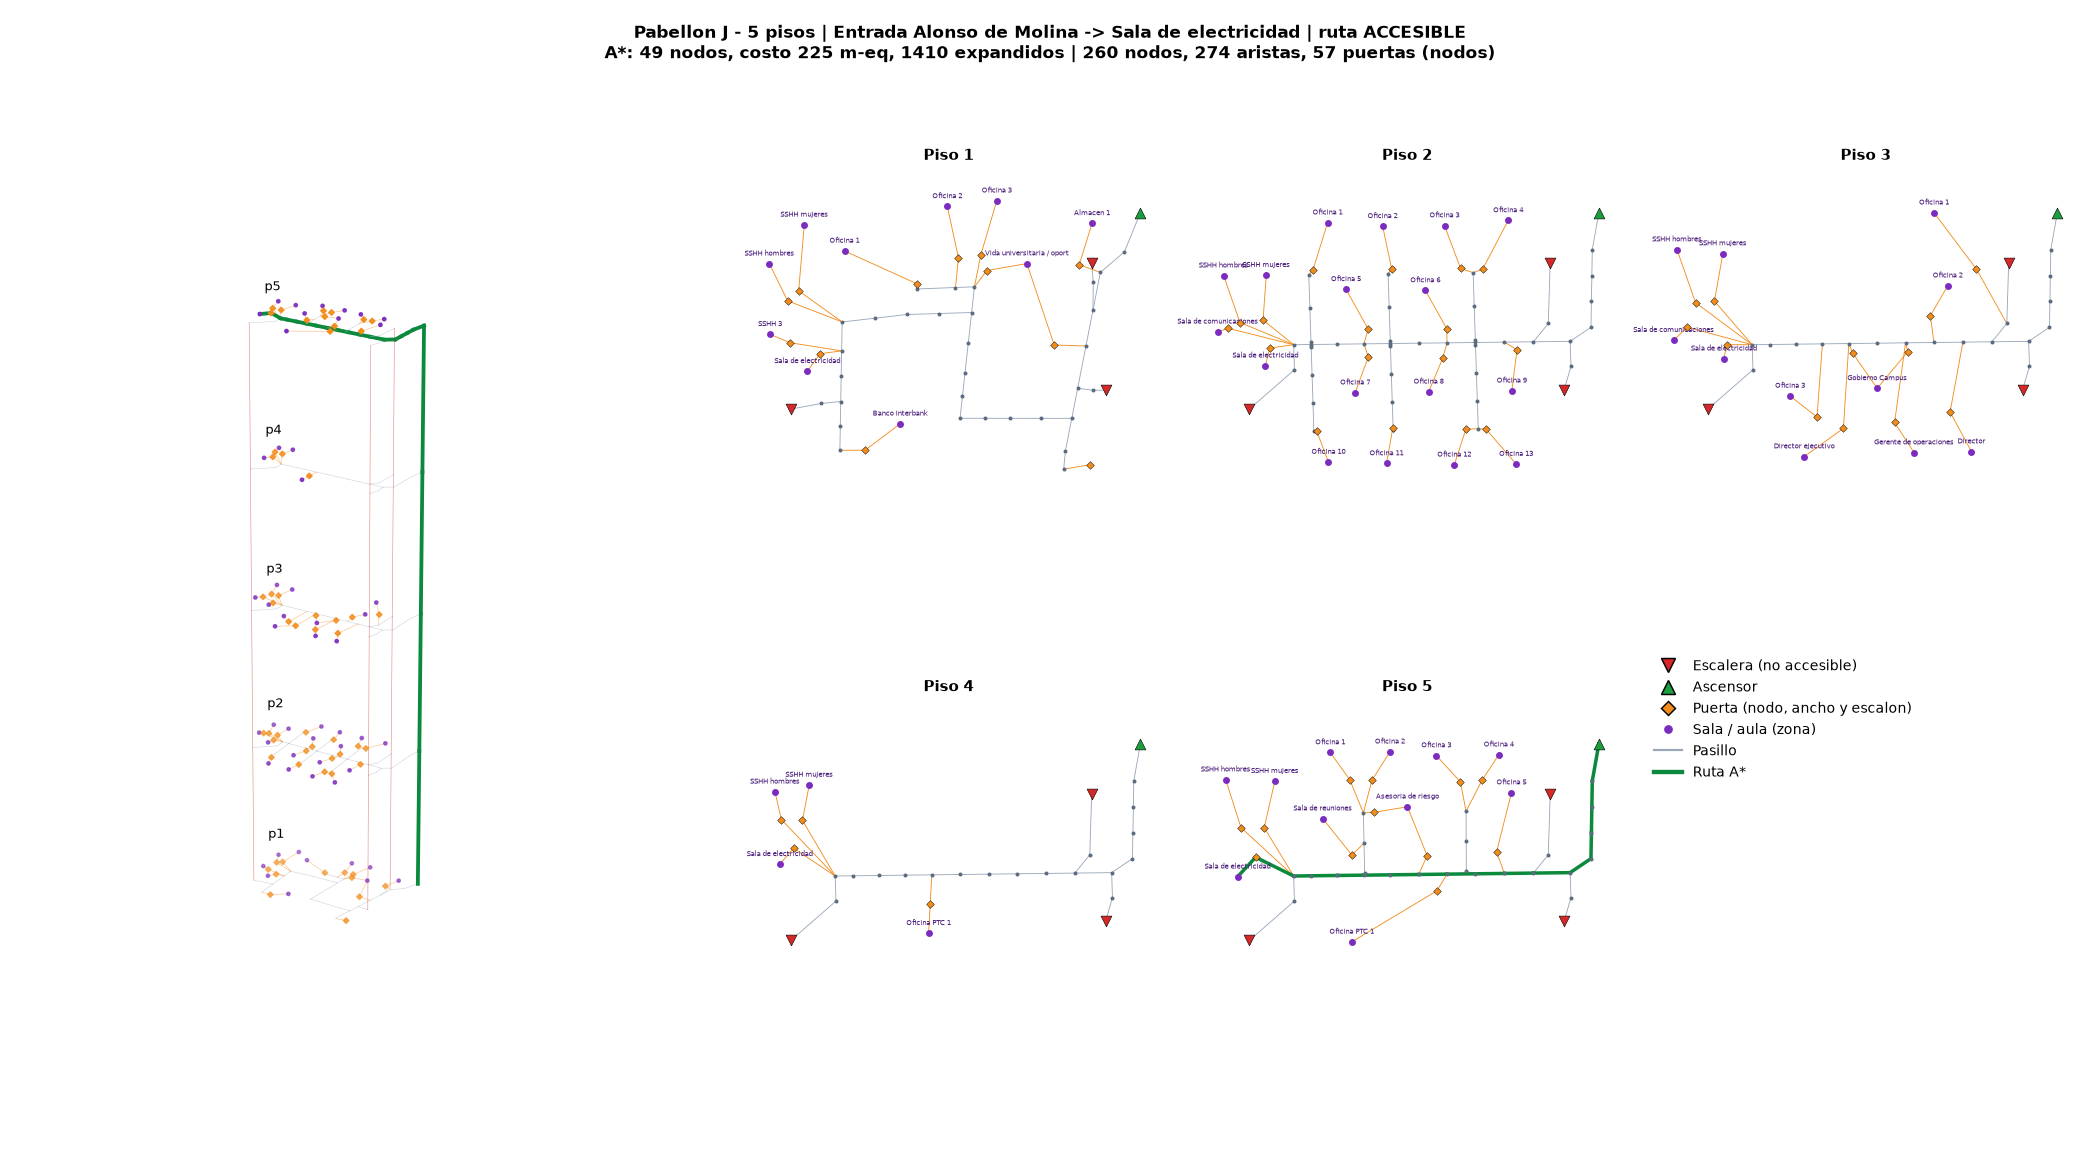 Pabellon J - 5 pisos | Entrada Alonso de Molina -> Sala de electricidad | ruta ACCESIBLE
A*: 49 nodos, costo 225 m-eq, 1410 expandidos | 260 nodos, 274 aristas, 57 puertas (nodos)
p5
p4
p3
p2
p1
Piso 1
Oficina 3
Oficina 2
SSHH mujeres
Almacen 1
Oficina 1
SSHH hombres
Vida universitaria / oport
SSHH 3
Sala de electricidad
Banco Interbank
Piso 2
Oficina 1
Oficina 2
Oficina 3
Oficina 4
SSHH hombres
SSHH mujeres
Oficina 5
Oficina 6
Sala de comunicaciones
Sala de electricidad
Oficina 7
Oficina 8
Oficina 9
Oficina 10
Oficina 11
Oficina 12
Oficina 13
Piso 3
Oficina 1
SSHH hombres
SSHH mujeres
Oficina 2
Sala de comunicaciones
Sala de electricidad
Oficina 3
Gobierno Campus
Director ejecutivo
Gerente de operaciones
Director
Piso 4
SSHH hombres
SSHH mujeres
Sala de electricidad
Oficina PTC 1
Piso 5
Oficina 1
Oficina 2
Oficina 3
Oficina 4
SSHH hombres
SSHH mujeres
Oficina 5
Sala de reuniones
Asesoria de riesgo
Sala de electricidad
Oficina PTC 1
Escalera (no accesible)
Ascensor
Puerta (nodo, ancho y escalon)
Sala / aula (zona)
Pasillo
Ruta A*